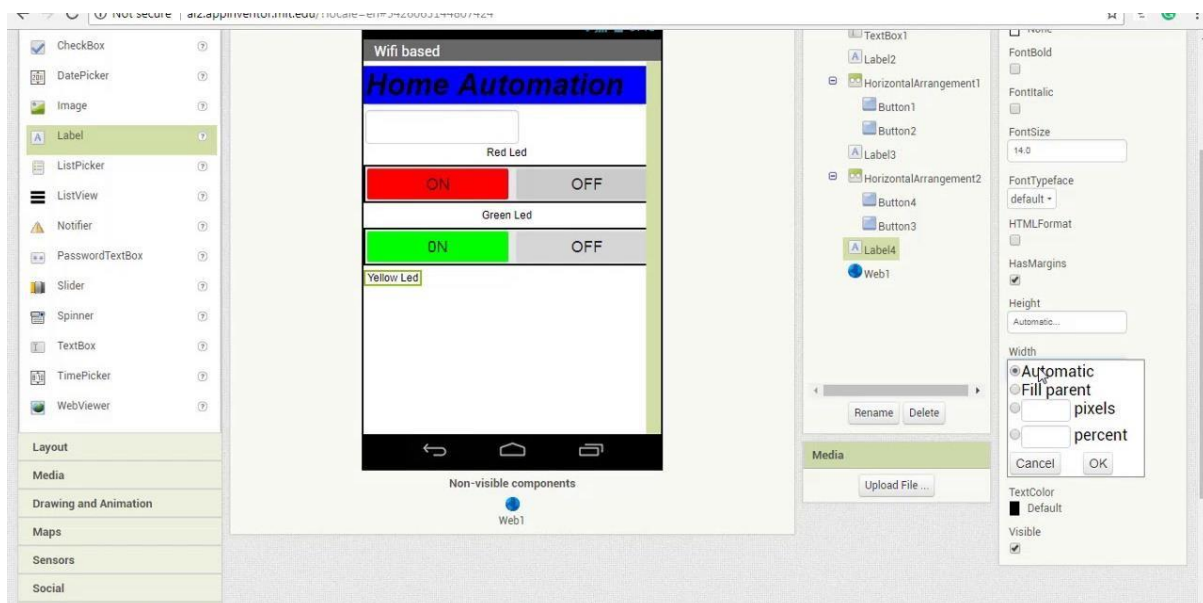 Not secure | ai2.appinventor.mit.edu/?locale=en#5426063144807424
CheckBox
DatePicker
Image
Label
ListPicker
ListView
Notifier
PasswordTextBox
Slider
Spinner
TextBox
TimePicker
WebViewer
Layout
Media
Drawing and Animation
Maps
Sensors
Social
Wifi based
Home Automation
Red Led
ON OFF
Green Led
0N OFF
Yellow Led
Non-visible components
Web1
TextBox1
Label2
HorizontalArrangement1
Button1
Button2
Label3
HorizontalArrangement2
Button4
Button3
Label4
Web1
Rename Delete
Media
Upload File ...
None
FontBold
FontItalic
FontSize
14.0
FontTypeface
default
HTMLFormat
HasMargins
Height
Automatic...
Width
Automatic
Fill parent
pixels
percent
Cancel OK
TextColor
Default
Visible